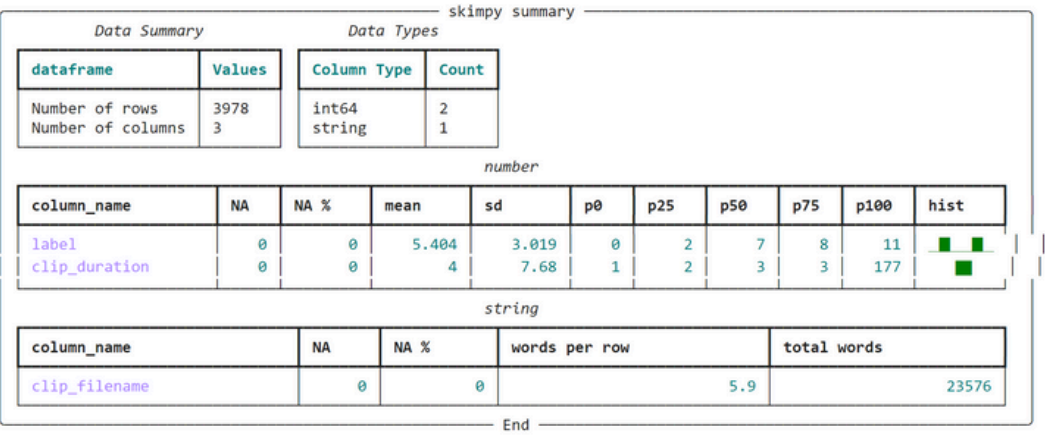 skimpy summary
Data Summary Data Types
dataframe Values Column Type Count
Number of rows 3978 int64 2
Number of columns 3 string 1
number
column_name NA NA % mean sd p0 p25 p50 p75 p100 hist
label 0 0 5.404 3.019 0 2 7 8 11
clip_duration 0 0 4 7.68 1 2 3 3 177
string
column_name NA NA % words per row total words
clip_filename 0 0 5.9 23576
End